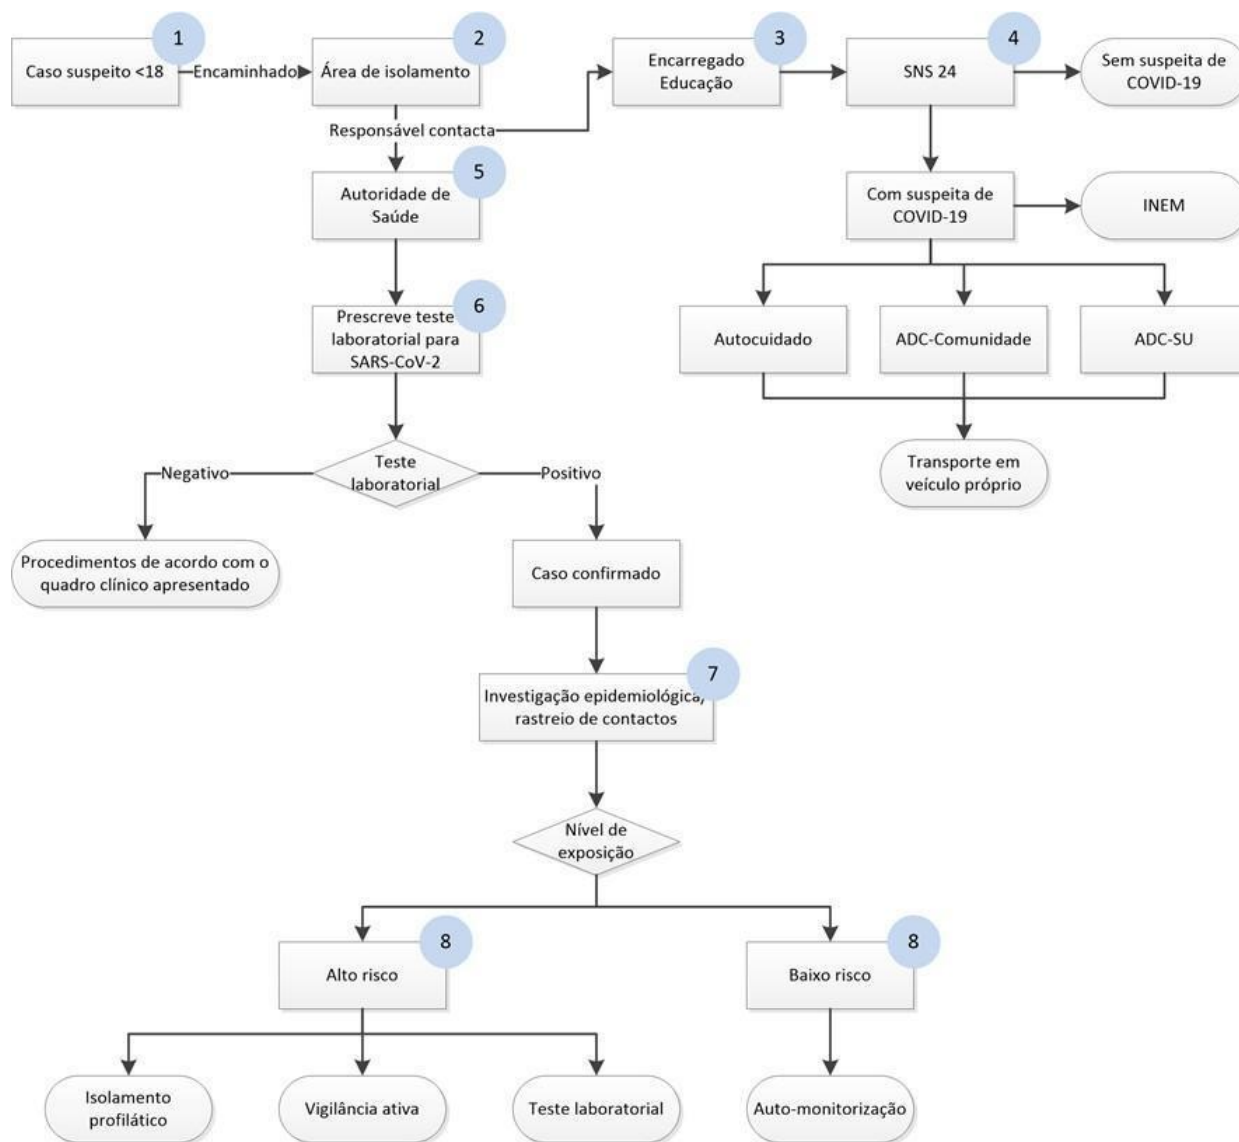 1
2
3
4
Caso suspeito <18
Encaminhado
Área de isolamento
Encarregado
Educação
SNS 24
Sem suspeita de
COVID-19
Responsável contacta
5
Autoridade de
Saúde
Com suspeita de
COVID-19
INEM
6
Prescreve teste
laboratorial para
SARS-CoV-2
Autocuidado
ADC-Comunidade
ADC-SU
Negativo
Teste
laboratorial
Positivo
Transporte em
veículo próprio
Procedimentos de acordo com o
quadro clínico apresentado
Caso confirmado
7
Investigação epidemiológica/
rastreio de contactos
Nível de
exposição
8
8
Alto risco
Baixo risco
Isolamento
profilático
Vigilância ativa
Teste laboratorial
Auto-monitorização